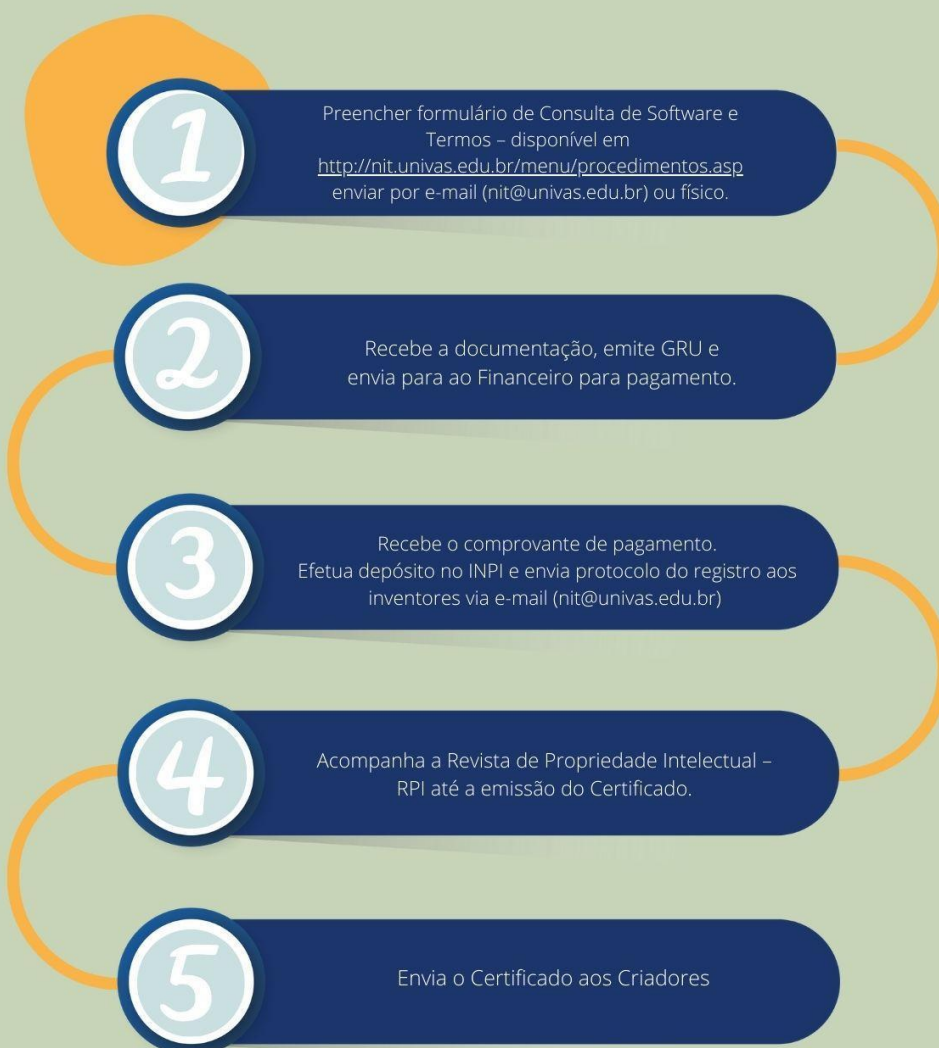 1
Preencher formulário de Consulta de Software e
Termos – disponível em
http://nit.univas.edu.br/menu/procedimentos.asp
enviar por e-mail (nit@univas.edu.br) ou físico.
2
Recebe a documentação, emite GRU e
envia para ao Financeiro para pagamento.
3
Recebe o comprovante de pagamento.
Efetua depósito no INPI e envia protocolo do registro aos
inventores via e-mail (nit@univas.edu.br)
4
Acompanha a Revista de Propriedade Intelectual –
RPI até a emissão do Certificado.
5
Envia o Certificado aos Criadores